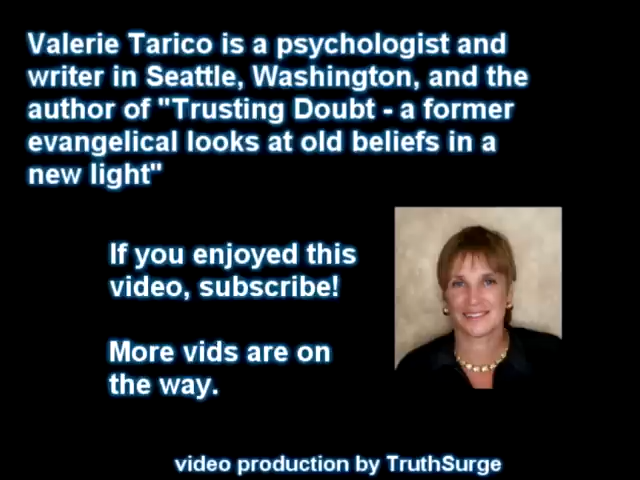 Valerie Tarico is a psychologist and
writer in Seattle, Washington, and the
author of "Trusting Doubt - a former
evangelical looks at old beliefs in a
new light"
If you enjoyed this
video, subscribe!
More vids are on
the way.
video production by TruthSurge